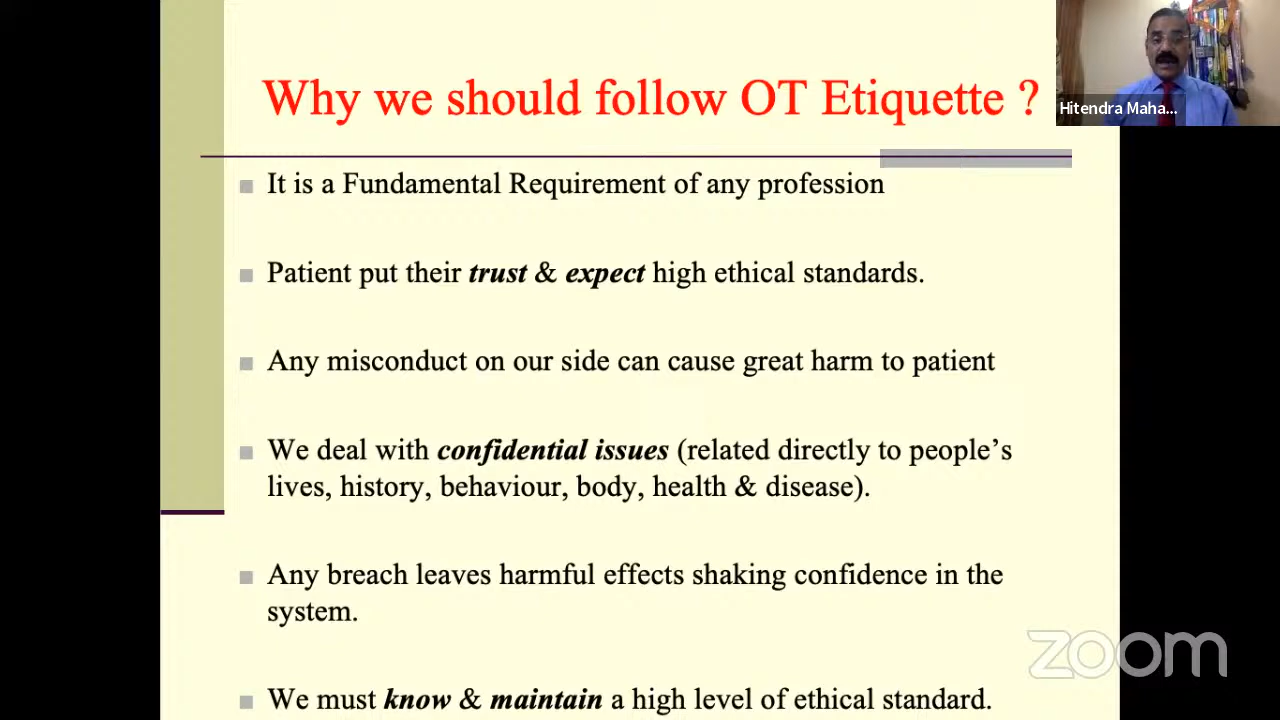 Why we should follow OT Etiquette ?
Hitendra Maha...
It is a Fundamental Requirement of any profession
Patient put their trust & expect high ethical standards.
Any misconduct on our side can cause great harm to patient
We deal with confidential issues (related directly to people’s
lives, history, behaviour, body, health & disease).
Any breach leaves harmful effects shaking confidence in the
system.
We must know & maintain a high level of ethical standard.
zoom